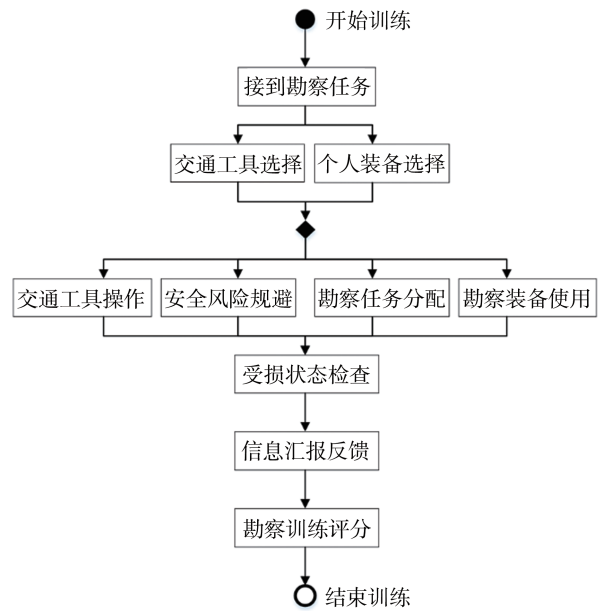 开始训练
接到勘察任务
交通工具选择
个人装备选择
交通工具操作
安全风险规避
勘察任务分配
勘察装备使用
受损状态检查
信息汇报反馈
勘察训练评分
结束训练